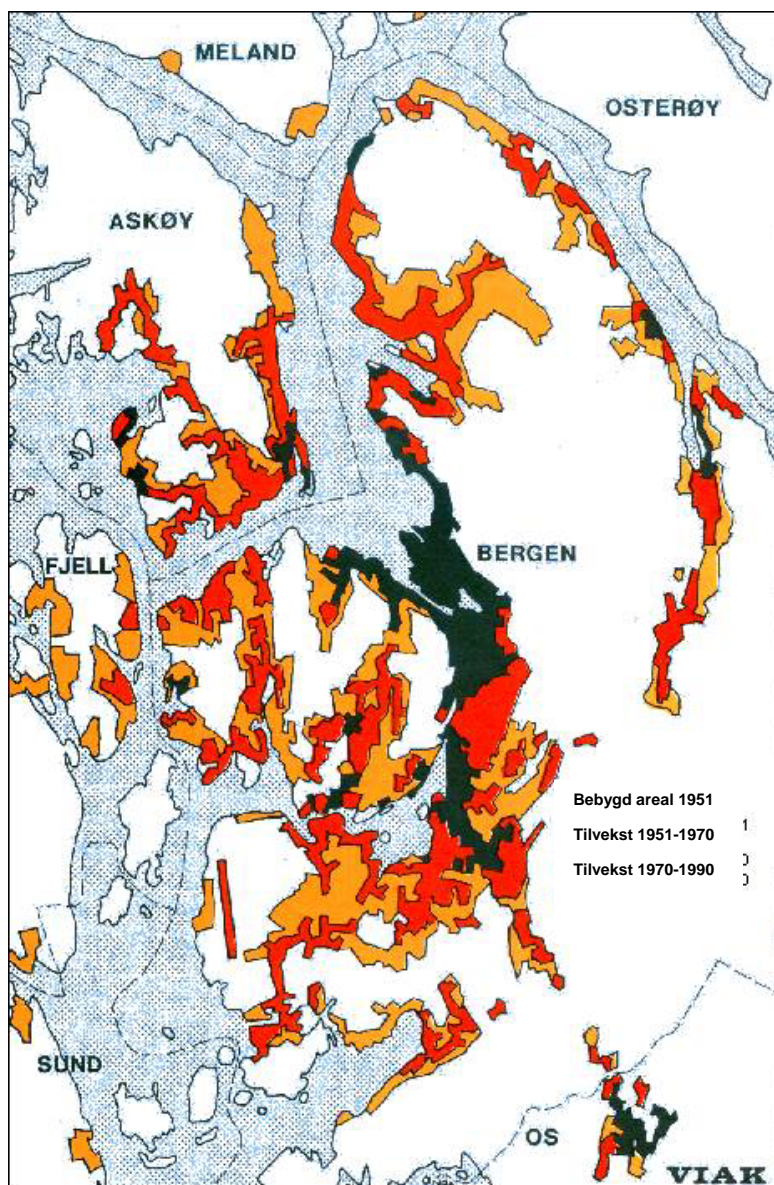 MELAND
OSTERØY
ASKØY
BERGEN
FJELL
Bebygd areal 1951
Tilvekst 1951-1970
Tilvekst 1970-1990
SUND
OS
VIAK